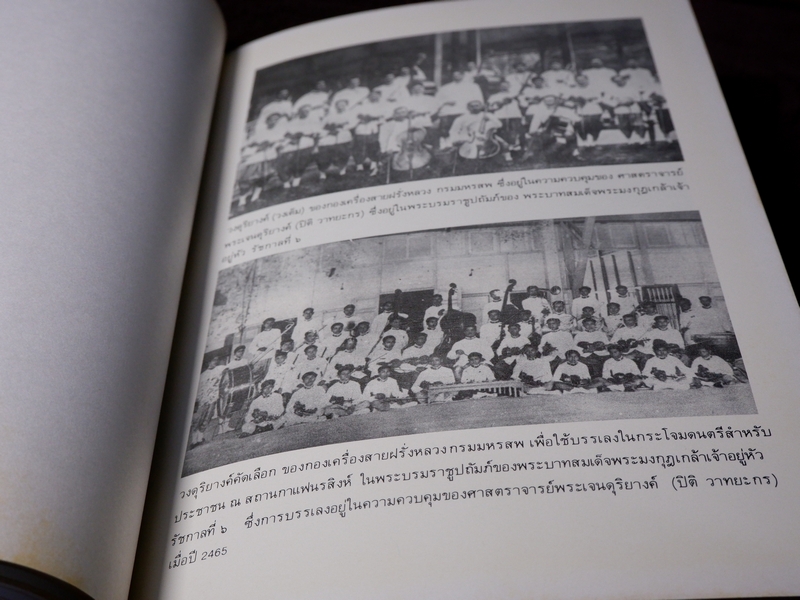 วงดุริยางค์ (วงเดิม) ของกองเครื่องสายฝรั่งหลวง กรมมหรสพ ซึ่งอยู่ในความควบคุมของ ศาสตราจารย์
พระเจนดุริยางค์ (ปิติ วาทยะกร) ซึ่งอยู่ในพระบรมราชูปถัมภ์ของ พระบาทสมเด็จพระมงกุฎเกล้าเจ้า
อยู่หัว รัชกาลที่ ๖
วงดุริยางค์คัดเลือก ของกองเครื่องสายฝรั่งหลวง กรมมหรสพ เพื่อใช้บรรเลงในกระโจมดนตรีสำหรับ
ประชาชน ณ สถานกาแฟนรสิงห์ ในพระบรมราชูปถัมภ์ของพระบาทสมเด็จพระมงกุฎเกล้าเจ้าอยู่หัว
รัชกาลที่ ๖ ซึ่งการบรรเลงอยู่ในความควบคุมของศาสตราจารย์พระเจนดุริยางค์ (ปิติ วาทยะกร)
เมื่อปี 2465